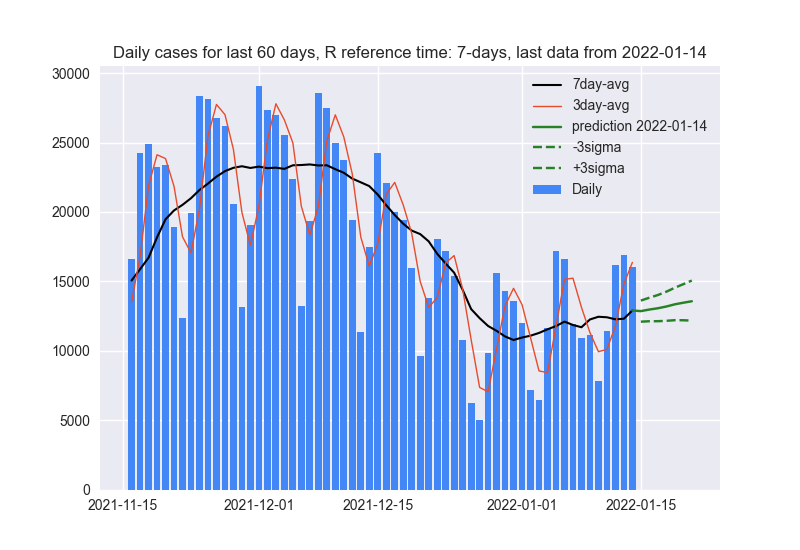 Daily cases for last 60 days, R reference time: 7-days, last data from 2022-01-14
30000
25000
20000
15000
10000
5000
0
7day-avg
3day-avg
prediction 2022-01-14
-3sigma
+3sigma
Daily
2021-11-15
2021-12-01
2021-12-15
2022-01-01
2022-01-15